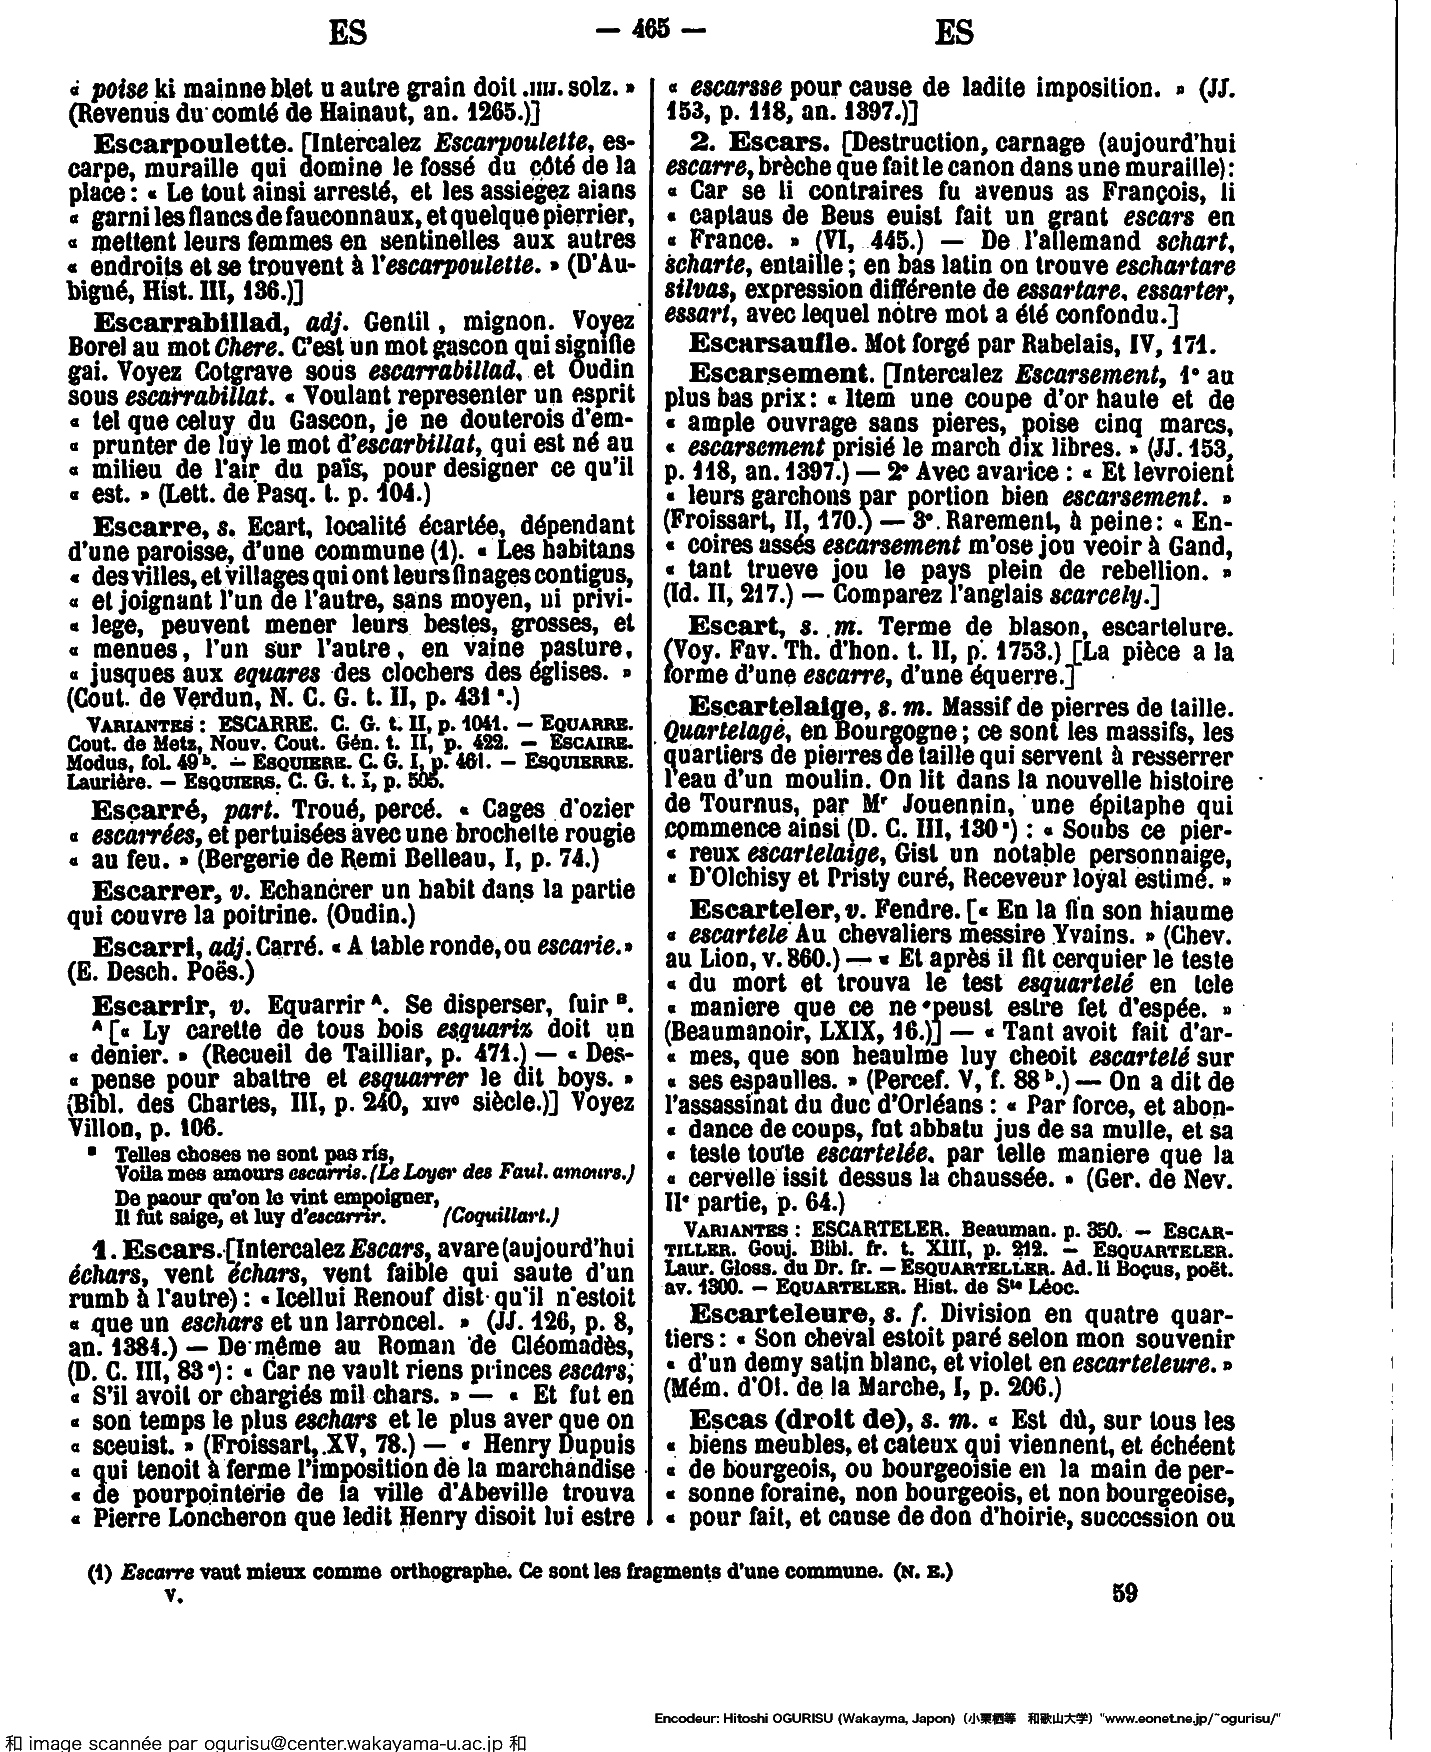 ES — 465 — ES
« poise ki mainne blet u autre grain doit .IIII. solz. »
(Revenus du comté de Hainaut, an. 1265.)]
Escarpoulette. [Intercalez Escarpoulette, es-
carpe, muraille qui domine le fossé du côté de la
place : « Le tout ainsi arresté, et les assiegez aians
« garni les flancs de fauconnaux, et quelque pierrier,
« mettent leurs femmes en sentinelles aux autres
« endroits et se trouvent à l'escarpoulette. » (D'Au-
bigné, Hist. III, 136.)]
Escarrabillad, adj. Gentil, mignon. Voyez
Borel au mot Chere. C'est un mot gascon qui signifie
gai. Voyez Cotgrave sous escarrabillad, et Oudin
sous escarrabillat. « Voulant representer un esprit
« tel que celuy du Gascon, je ne douterois d'em-
« prunter de luy le mot d'escarbillat, qui est né au
« milieu de l'air du païs, pour designer ce qu'il
« est. » (Lett. de Pasq. t. p. 104.)
Escarre, s. Ecart, localité écartée, dépendant
d'une paroisse, d'une commune (1). « Les habitans
« des villes, et villages qui ont leurs finages contigus,
« et joignant l'un de l'autre, sans moyen, ni privi-
« lege, peuvent mener leurs bestes, grosses, et
« menues, l'un sur l'autre, en vaine pasture,
« jusques aux equares des clochers des églises. »
(Cout. de Verdun, N. C. G. t. II, p. 431 ª.)
VARIANTES : ESCARRE. C. G. t. II, p. 1041. — EQUARRE.
Cout. de Metz, Nouv. Cout. Gén. t. II, p. 422. — ESCAIRE.
Modus, fol. 49 b. — ESQUIERE. C. G. I, p. 461. — ESQUIERRE.
Laurière. — ESQUIERS. C. G. t. I, p. 505.
Escarré, part. Troué, percé. « Cages d'ozier
« escarrées, et pertuisées avec une brochette rougie
« au feu. » (Bergerie de Remi Belleau, I, p. 74.)
Escarrer, v. Echancrer un habit dans la partie
qui couvre la poitrine. (Oudin.)
Escarri, adj. Carré. « A table ronde, ou escarie. »
(E. Desch. Poës.)
Escarrir, v. Equarrir A. Se disperser, fuir B.
A [« Ly carette de tous bois esquariz doit un
« denier. » (Recueil de Tailliar, p. 471.) — « Des-
« pense pour abattre et esquarrer le dit boys. »
(Bibl. des Chartes, III, p. 240, XIVe siècle.)] Voyez
Villon, p. 106.
B Telles choses ne sont pas ris,
Voila mes amours escarris. (Le Loyer des Faul. amours.)
De paour qu'on le vint empoigner,
Il fut saige, et luy d'escarrir. (Coquillart.)
1. Escars. [Intercalez Escars, avare (aujourd'hui
échars, vent échars, vent faible qui saute d'un
rumb à l'autre) : « Icellui Renouf dist qu'il n'estoit
« que un eschars et un larroncel. » (JJ. 126, p. 8,
an. 1384.) — De même au Roman de Cléomadès,
(D. C. III, 83 ª) : « Car ne vault riens princes escars,
« S'il avoit or chargiés mil chars. » — « Et fut en
« son temps le plus eschars et le plus aver que on
« sceuist. » (Froissart, XV, 78.) — « Henry Dupuis
« qui tenoit à ferme l'imposition de la marchandise
« de pourpointerie de la ville d'Abeville trouva
« Pierre Loncheron que ledit Henry disoit lui estre
« escarsse pour cause de ladite imposition. » (JJ.
153, p. 118, an. 1397.)]
2. Escars. [Destruction, carnage (aujourd'hui
escarre, brèche que fait le canon dans une muraille) :
« Car se li contraires fu avenus as François, li
« captaus de Beus euist fait un grant escars en
« France. » (VI, 445.) — De l'allemand schart,
scharte, entaille ; en bas latin on trouve eschartare
silvas, expression différente de essartare, essarter,
essart, avec lequel notre mot a été confondu.]
Escarsaufle. Mot forgé par Rabelais, IV, 171.
Escarsement. [Intercalez Escarsement, 1° au
plus bas prix : « Item une coupe d'or haute et de
« ample ouvrage sans pieres, poise cinq marcs,
« escarsement prisié le march dix libres. » (JJ. 153,
p. 118, an. 1397.) — 2° Avec avarice : « Et levroient
« leurs garchons par portion bien escarsement. »
(Froissart, II, 170.) — 3° Rarement, à peine : « En-
« coires assés escarsement m'ose jou veoir à Gand,
« tant trueve jou le pays plein de rebellion. »
(Id. II, 217.) — Comparez l'anglais scarcely.]
Escart, s. m. Terme de blason, escartelure.
(Voy. Fav. Th. d'hon. t. II, p. 1753.) [La pièce a la
forme d'une escarre, d'une équerre.]
Escartelaige, s. m. Massif de pierres de taille.
Quartelage, en Bourgogne ; ce sont les massifs, les
quartiers de pierres de taille qui servent à resserrer
l'eau d'un moulin. On lit dans la nouvelle histoire
de Tournus, par Mr Jouennin, une épitaphe qui
commence ainsi (D. C. III, 130 ª) : « Soubs ce pier-
« reux escartelaige, Gist un notable personnaige,
« D'Olchisy et Pristy curé, Receveur loyal estimé. »
Escarteler, v. Fendre. [« En la fin son hiaume
« escartele Au chevaliers messire Yvains. » (Chev.
au Lion, v. 860.) — « Et après il fit cerquier le teste
« du mort et trouva le test esquartelé en tele
« maniere que ce ne peust estre fet d'espée. »
(Beaumanoir, LXIX, 16.)] — « Tant avoit fait d'ar-
« mes, que son heaulme luy cheoit escartelé sur
« ses espaulles. » (Percef. V, f. 88 b.) — On a dit de
l'assassinat du duc d'Orléans : « Par force, et abon-
« dance de coups, fut abbatu jus de sa mulle, et sa
« teste toute escartelée, par telle maniere que la
« cervelle issit dessus la chaussée. » (Ger. de Nev.
IIe partie, p. 64.)
VARIANTES : ESCARTELER. Beauman. p. 350. — ESCAR-
TILLER. Gouj. Bibl. fr. t. XIII, p. 212. — ESQUARTELER.
Laur. Gloss. du Dr. fr. — ESQUARTELLER. Ad. li Boçus, poët.
av. 1300. — EQUARTELER. Hist. de Ste Léoc.
Escarteleure, s. f. Division en quatre quar-
tiers : « Son cheval estoit paré selon mon souvenir
« d'un demy satin blanc, et violet en escarteleure. »
(Mém. d'Ol. de la Marche, I, p. 206.)
Escas (droit de), s. m. « Est dû, sur tous les
« biens meubles, et cateux qui viennent, et échéent
« de bourgeois, ou bourgeoisie en la main de per-
« sonne foraine, non bourgeois, et non bourgeoise,
« pour fait, et cause de don d'hoirie, succession ou
(1) Escarre vaut mieux comme orthographe. Ce sont les fragments d'une commune. (N. E.)
V. 59
Encodeur: Hitoshi OGURISU (Wakayma, Japon) (小栗栖等 和歌山大学) "www.eonet.ne.jp/~ogurisu/"
和 image scannée par ogurisu@center.wakayama-u.ac.jp 和